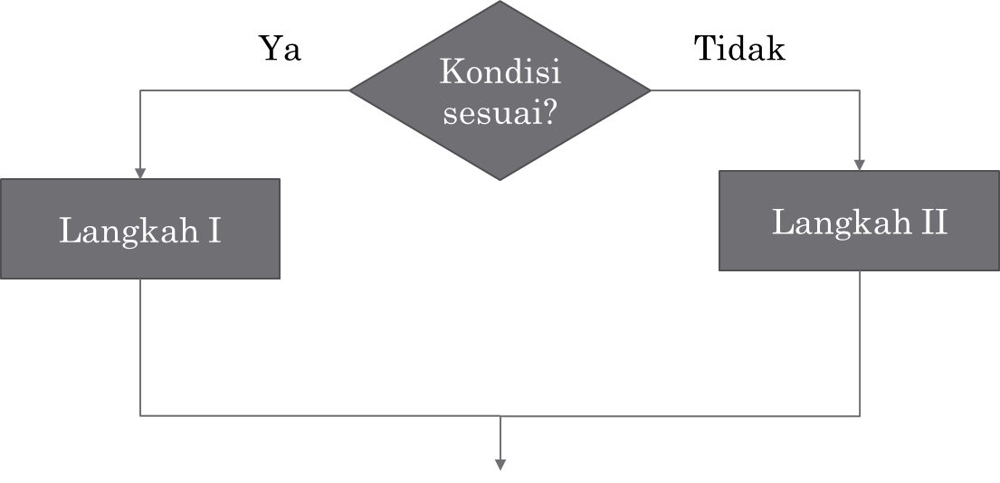 Ya
Kondisi
sesuai?
Tidak
Langkah I
Langkah II